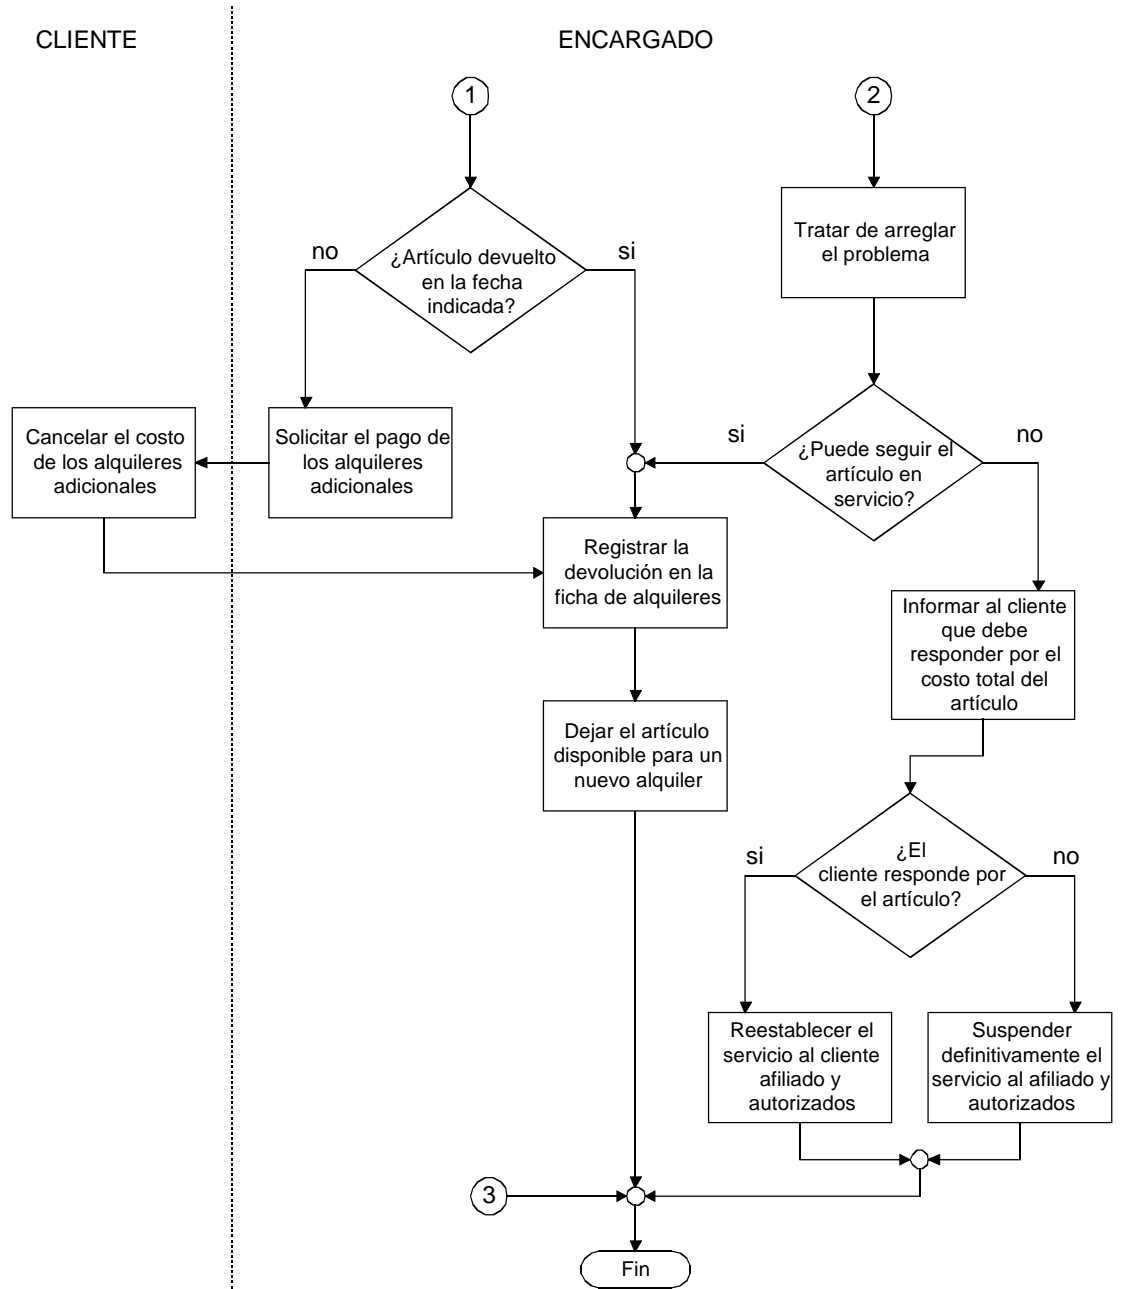 CLIENTE
ENCARGADO
1
2
Tratar de arreglar
el problema
no
¿Artículo devuelto
en la fecha
indicada?
si
Cancelar el costo
de los alquileres
adicionales
Solicitar el pago de
los alquileres
adicionales
si
¿Puede seguir el
artículo en
servicio?
no
Registrar la
devolución en la
ficha de alquileres
Informar al cliente
que debe
responder por el
costo total del
artículo
Dejar el artículo
disponible para un
nuevo alquiler
si
¿El
cliente responde por
el artículo?
no
Reestablecer el
servicio al cliente
afiliado y
autorizados
Suspender
definitivamente el
servicio al afiliado y
autorizados
3
Fin